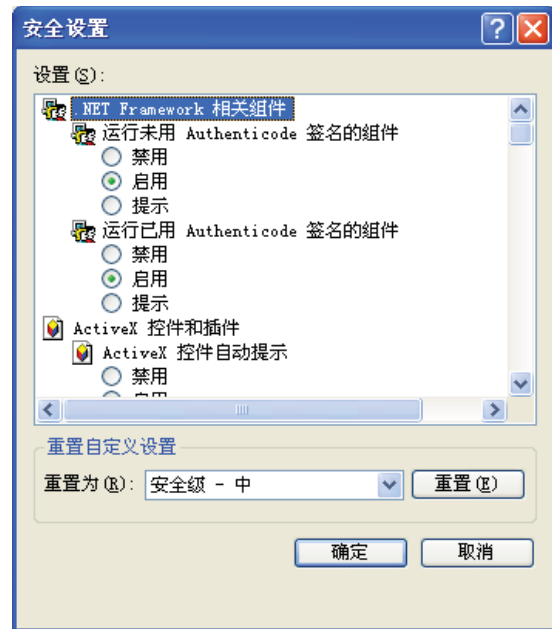 安全设置
设置(S):
.NET Framework 相关组件
运行未用 Authenticode 签名的组件
禁用
启用
提示
运行已用 Authenticode 签名的组件
禁用
启用
提示
ActiveX 控件和插件
ActiveX 控件自动提示
禁用
重置自定义设置
重置为(R): 安全级 - 中 重置(E)
确定 取消